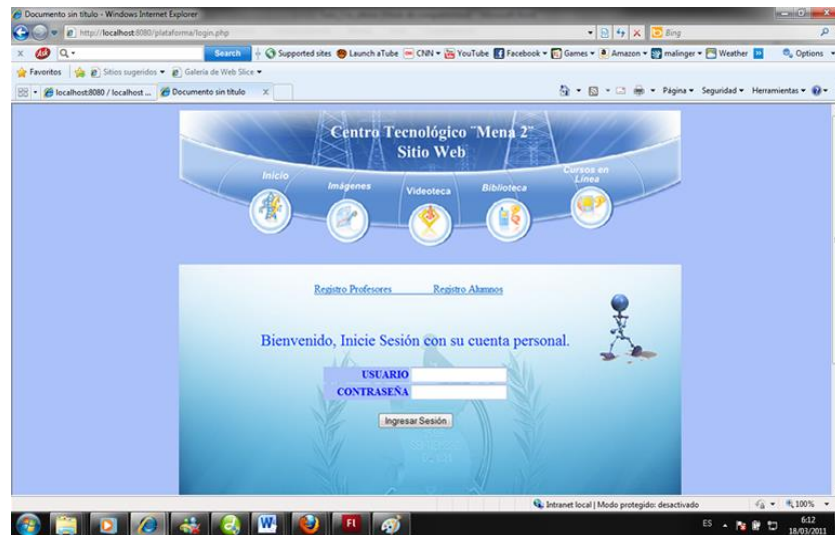 Documento sin título - Windows Internet Explorer
http://localhost:8080/plataforma/login.php
Bing
Search
Supported sites
Launch aTube
CNN
YouTube
Facebook
Games
Amazon
malinger
Weather
Options
Favoritos
Sitios sugeridos
Galería de Web Slice
localhost:8080 / localhost ...
Documento sin título
Página
Seguridad
Herramientas
Centro Tecnológico ¨Mena 2¨
Sitio Web
Inicio
Imágenes
Videoteca
Biblioteca
Cursos en
Línea
Registro Profesores
Registro Alumnos
Bienvenido, Inicie Sesión con su cuenta personal.
USUARIO
CONTRASEÑA
Ingresar Sesión
Intranet local | Modo protegido: desactivado
100%
ES
6:12
18/03/2011